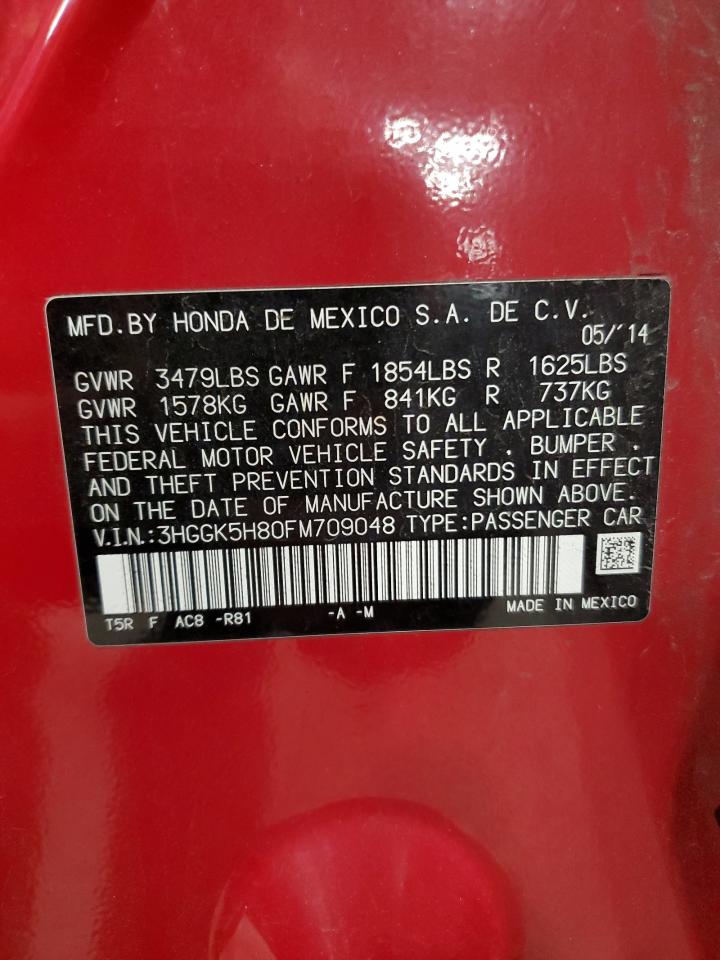 MFD.BY HONDA DE MEXICO S.A. DE C.V.
05/'14
GVWR 3479LBS GAWR F 1854LBS R 1625LBS
GVWR 1578KG GAWR F 841KG R 737KG
THIS VEHICLE CONFORMS TO ALL APPLICABLE
FEDERAL MOTOR VEHICLE SAFETY , BUMPER ,
AND THEFT PREVENTION STANDARDS IN EFFECT
ON THE DATE OF MANUFACTURE SHOWN ABOVE.
V.I.N.:3HGGK5H80FM709048 TYPE:PASSENGER CAR
T5R F AC8 -R81 -A -M MADE IN MEXICO